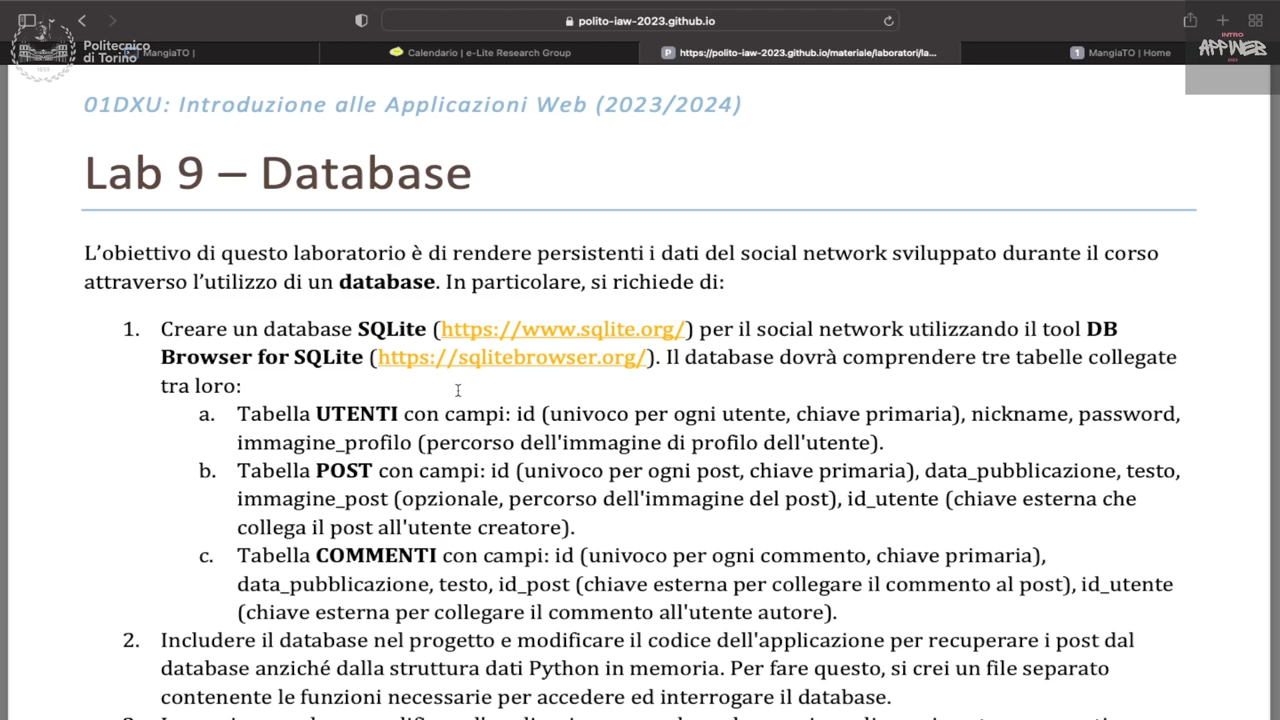 polito-iaw-2023.github.io
Politecnico
di Torino
MangiaTO |
Calendario | e-Lite Research Group
P https://polito-iaw-2023.github.io/materiale/laboratori/la...
1 MangiaTO | Home
INTRO
APPIWEB
2023
01DXU: Introduzione alle Applicazioni Web (2023/2024)
Lab 9 – Database
L'obiettivo di questo laboratorio è di rendere persistenti i dati del social network sviluppato durante il corso
attraverso l'utilizzo di un database. In particolare, si richiede di:
1. Creare un database SQLite (https://www.sqlite.org/) per il social network utilizzando il tool DB
Browser for SQLite (https://sqlitebrowser.org/). Il database dovrà comprendere tre tabelle collegate
tra loro:
a. Tabella UTENTI con campi: id (univoco per ogni utente, chiave primaria), nickname, password,
immagine_profilo (percorso dell'immagine di profilo dell'utente).
b. Tabella POST con campi: id (univoco per ogni post, chiave primaria), data_pubblicazione, testo,
immagine_post (opzionale, percorso dell'immagine del post), id_utente (chiave esterna che
collega il post all'utente creatore).
c. Tabella COMMENTI con campi: id (univoco per ogni commento, chiave primaria),
data_pubblicazione, testo, id_post (chiave esterna per collegare il commento al post), id_utente
(chiave esterna per collegare il commento all'utente autore).
2. Includere il database nel progetto e modificare il codice dell'applicazione per recuperare i post dal
database anziché dalla struttura dati Python in memoria. Per fare questo, si crei un file separato
contenente le funzioni necessarie per accedere ed interrogare il database.